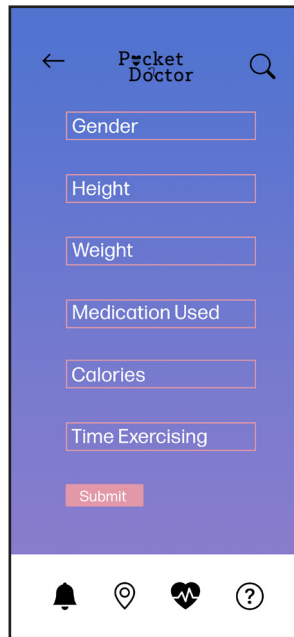 Pocket
Doctor
Gender
Height
Weight
Medication Used
Calories
Time Exercising
Submit
?